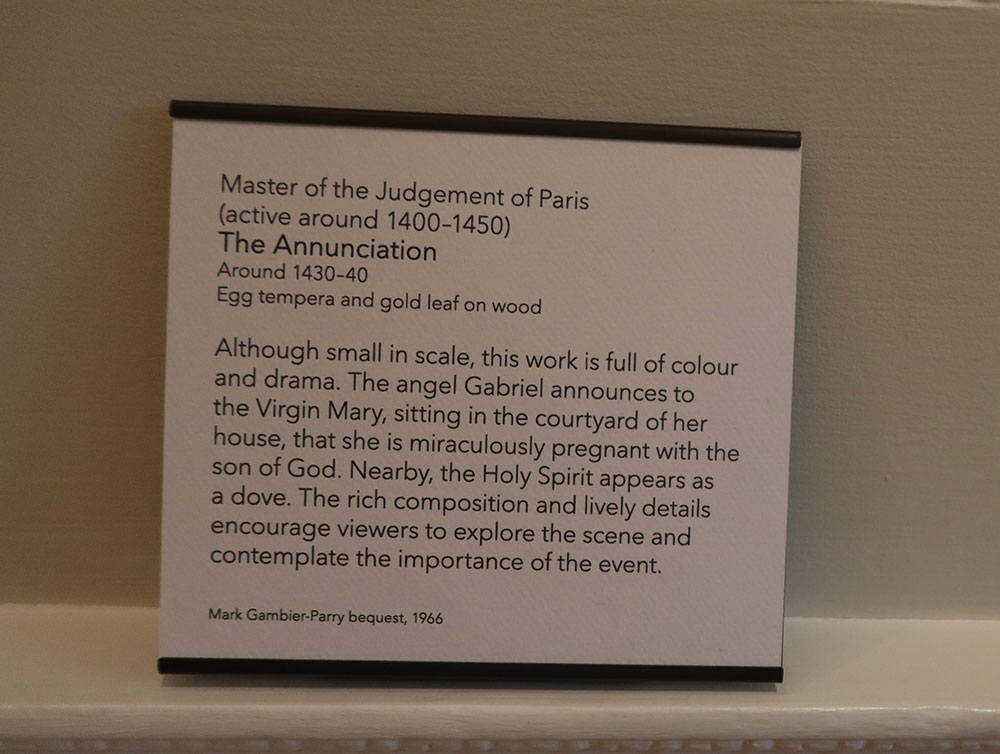 Master of the Judgement of Paris
(active around 1400–1450)
The Annunciation
Around 1430–40
Egg tempera and gold leaf on wood
Although small in scale, this work is full of colour
and drama. The angel Gabriel announces to
the Virgin Mary, sitting in the courtyard of her
house, that she is miraculously pregnant with the
son of God. Nearby, the Holy Spirit appears as
a dove. The rich composition and lively details
encourage viewers to explore the scene and
contemplate the importance of the event.
Mark Gambier-Parry bequest, 1966